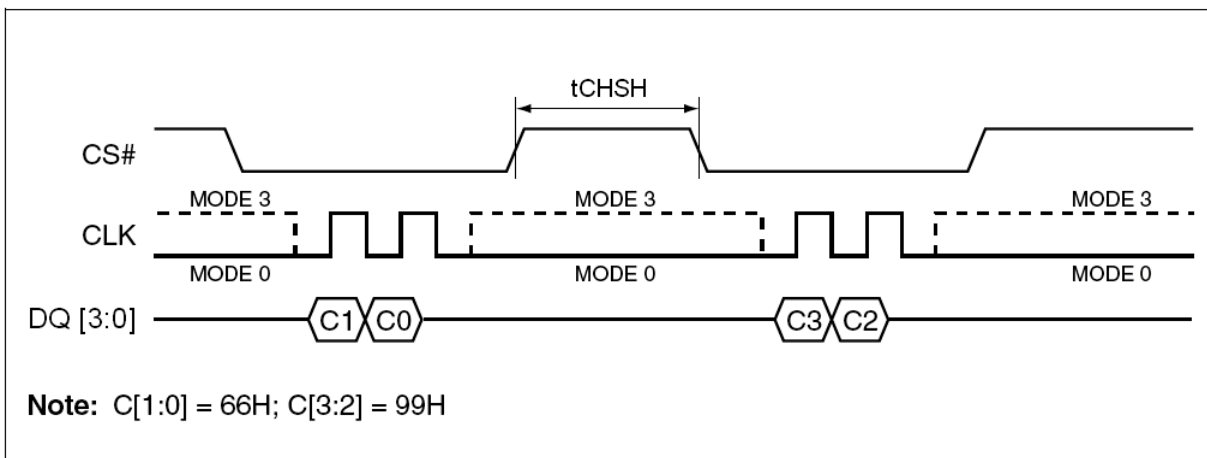 tCHSH
CS#
MODE 3 MODE 3 MODE 3
CLK
MODE 0 MODE 0 MODE 0
DQ [3:0] C1 C0 C3 C2
Note: C[1:0] = 66H; C[3:2] = 99H